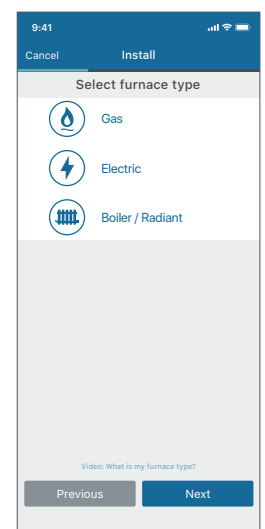 9:41
Cancel Install
Select furnace type
Gas
Electric
Boiler / Radiant
Video: What is my furnace type?
Previous Next